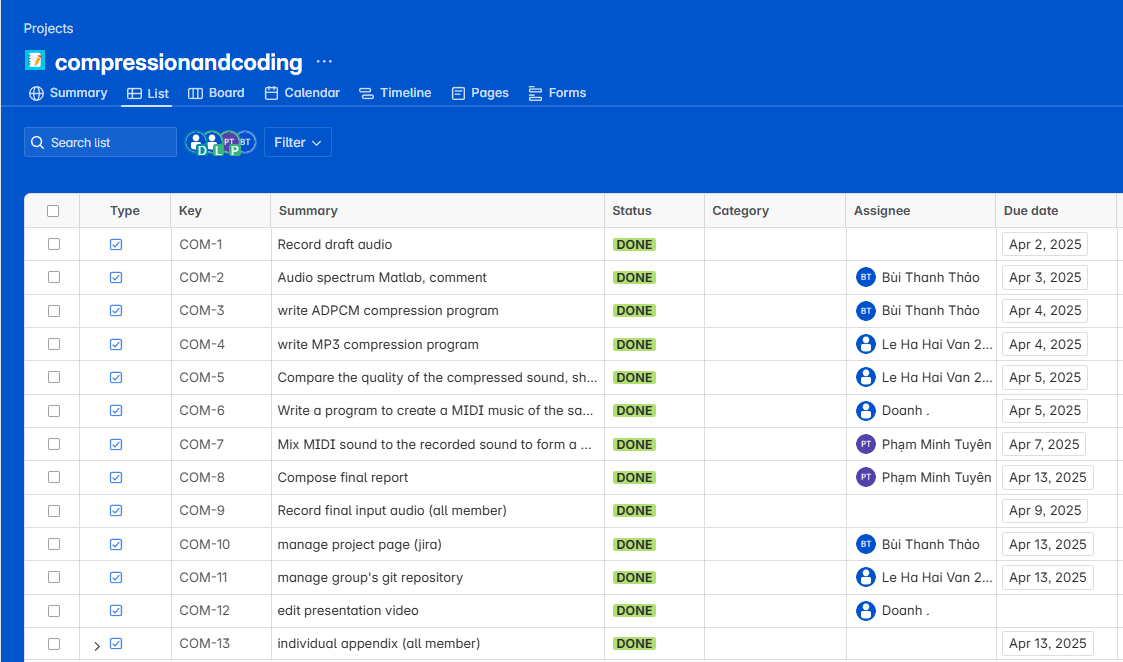 Projects
compressionandcoding ...
Summary List Board Calendar Timeline Pages Forms
Search list D L PT P BT Filter
Type Key Summary Status Category Assignee Due date
COM-1 Record draft audio DONE Apr 2, 2025
COM-2 Audio spectrum Matlab, comment DONE BT Bùi Thanh Thảo Apr 3, 2025
COM-3 write ADPCM compression program DONE BT Bùi Thanh Thảo Apr 4, 2025
COM-4 write MP3 compression program DONE Le Ha Hai Van 2... Apr 4, 2025
COM-5 Compare the quality of the compressed sound, sh... DONE Le Ha Hai Van 2... Apr 5, 2025
COM-6 Write a program to create a MIDI music of the sa... DONE Doanh . Apr 5, 2025
COM-7 Mix MIDI sound to the recorded sound to form a ... DONE PT Phạm Minh Tuyên Apr 7, 2025
COM-8 Compose final report DONE PT Phạm Minh Tuyên Apr 13, 2025
COM-9 Record final input audio (all member) DONE Apr 9, 2025
COM-10 manage project page (jira) DONE BT Bùi Thanh Thảo Apr 13, 2025
COM-11 manage group's git repository DONE Le Ha Hai Van 2... Apr 13, 2025
COM-12 edit presentation video DONE Doanh .
COM-13 individual appendix (all member) DONE Apr 13, 2025